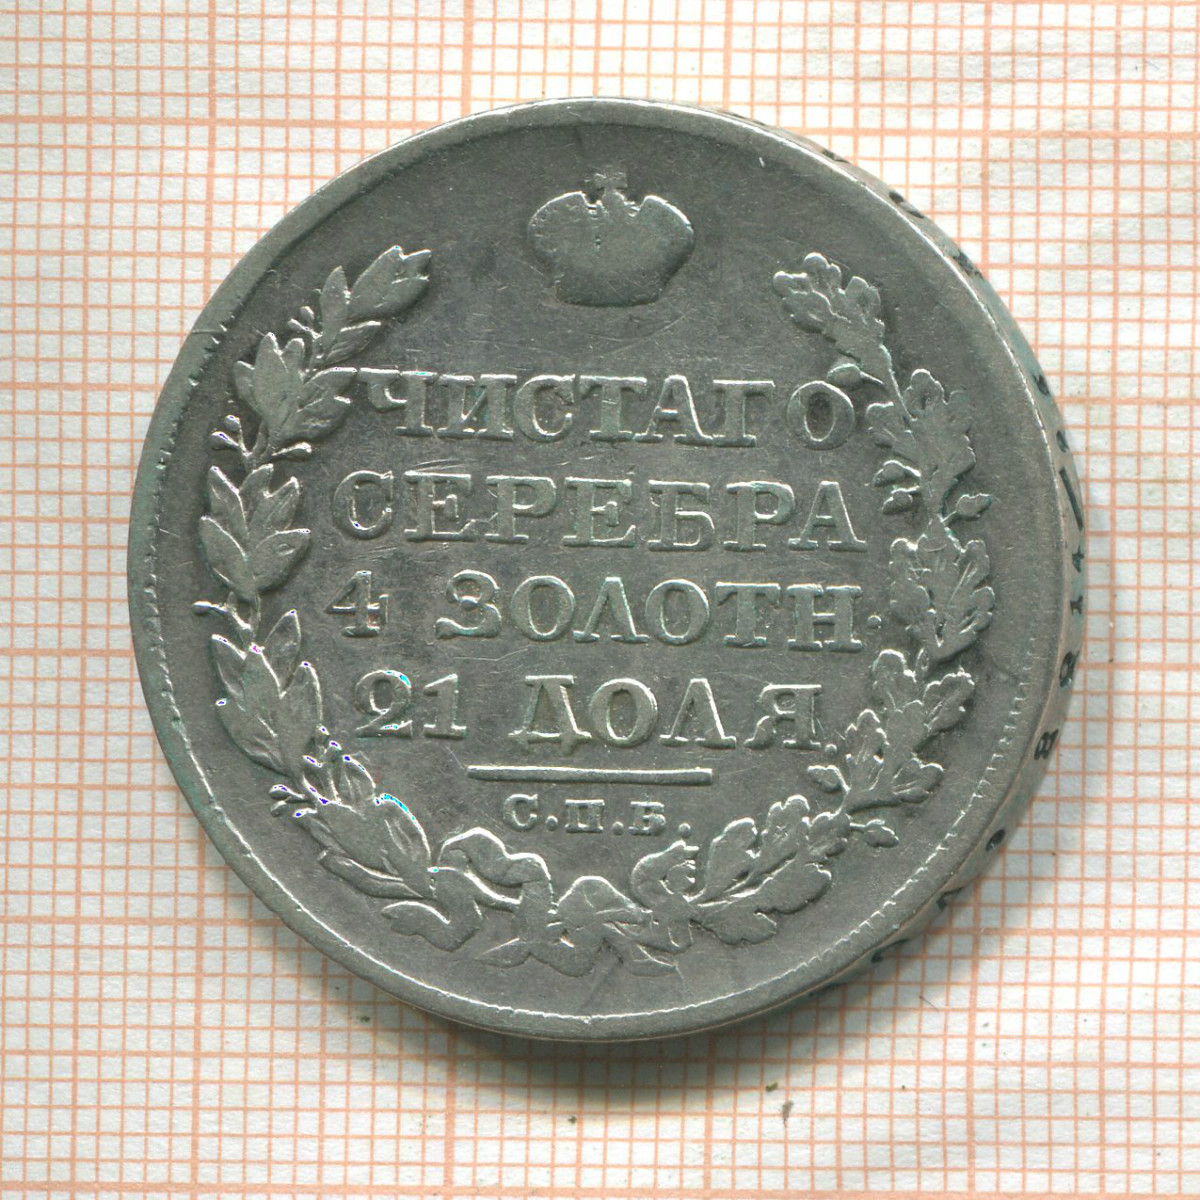 ЧИСТАГО
СЕРЕБРА
4 ЗОЛОТН.
21 ДОЛЯ.
С.П.Б.